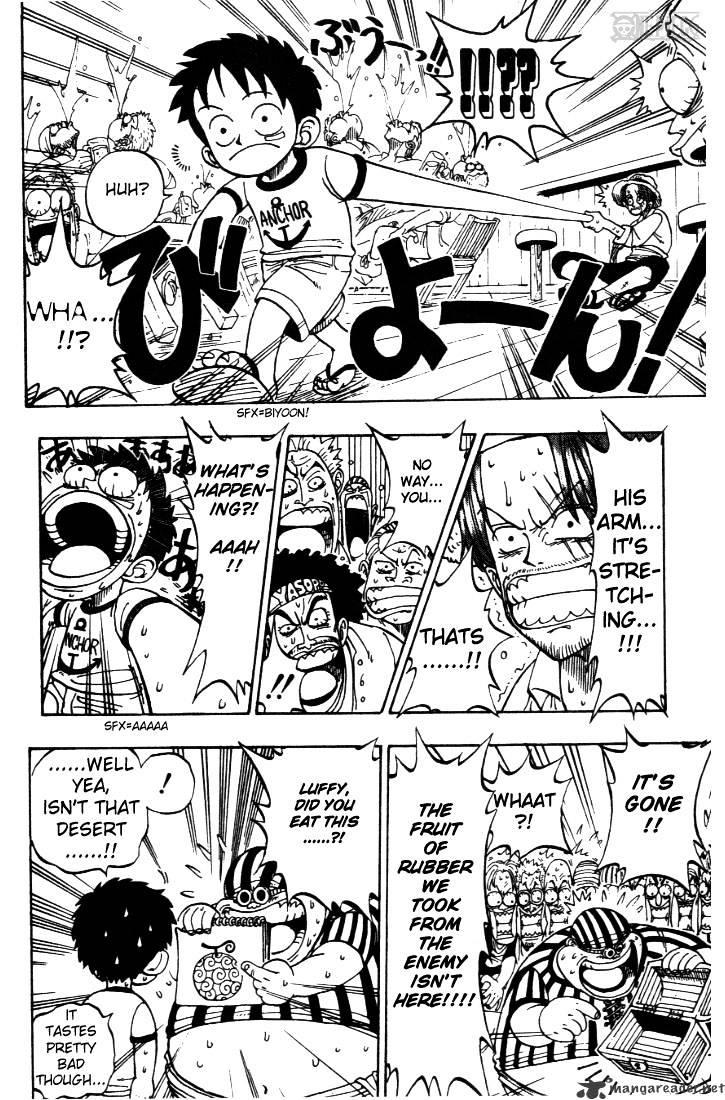 !!??
ぶうーっ!!
HUH?
WHA...
!!?
ANCHOR
びよーーん!
SFX=BIYOON!
HIS
ARM...
IT'S
STRE-
TCH-
ING...
!!!
THATS
.......!!
NO
WAY...
YOU...
YASOPP
!!
WHAT'S
HAPPEN-
ING?!
AAAH
!!
ANCHOR
SFX=AAAAA
IT'S
GONE
!!
WHAAT
?!
THE
FRUIT
OF
RUBBER
WE
TOOK
FROM
THE
ENEMY
ISN'T
HERE!!!!
LUFFY,
DID YOU
EAT THIS
......?!
!
......WELL
YEA,
ISN'T THAT
DESERT
......!!
IT
TASTES
PRETTY
BAD
THOUGH...
mangareader.net